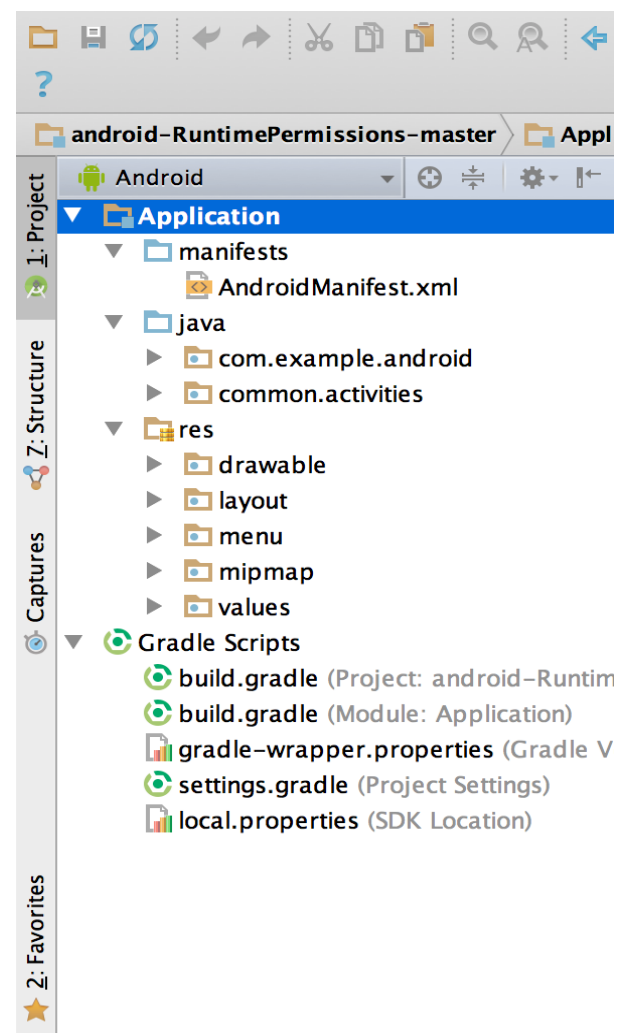 ?
android-RuntimePermissions-master Appl
Android
1: Project
7: Structure
Captures
2: Favorites
Application
manifests
AndroidManifest.xml
java
com.example.android
common.activities
res
drawable
layout
menu
mipmap
values
Gradle Scripts
build.gradle (Project: android-Runtim
build.gradle (Module: Application)
gradle-wrapper.properties (Gradle V
settings.gradle (Project Settings)
local.properties (SDK Location)